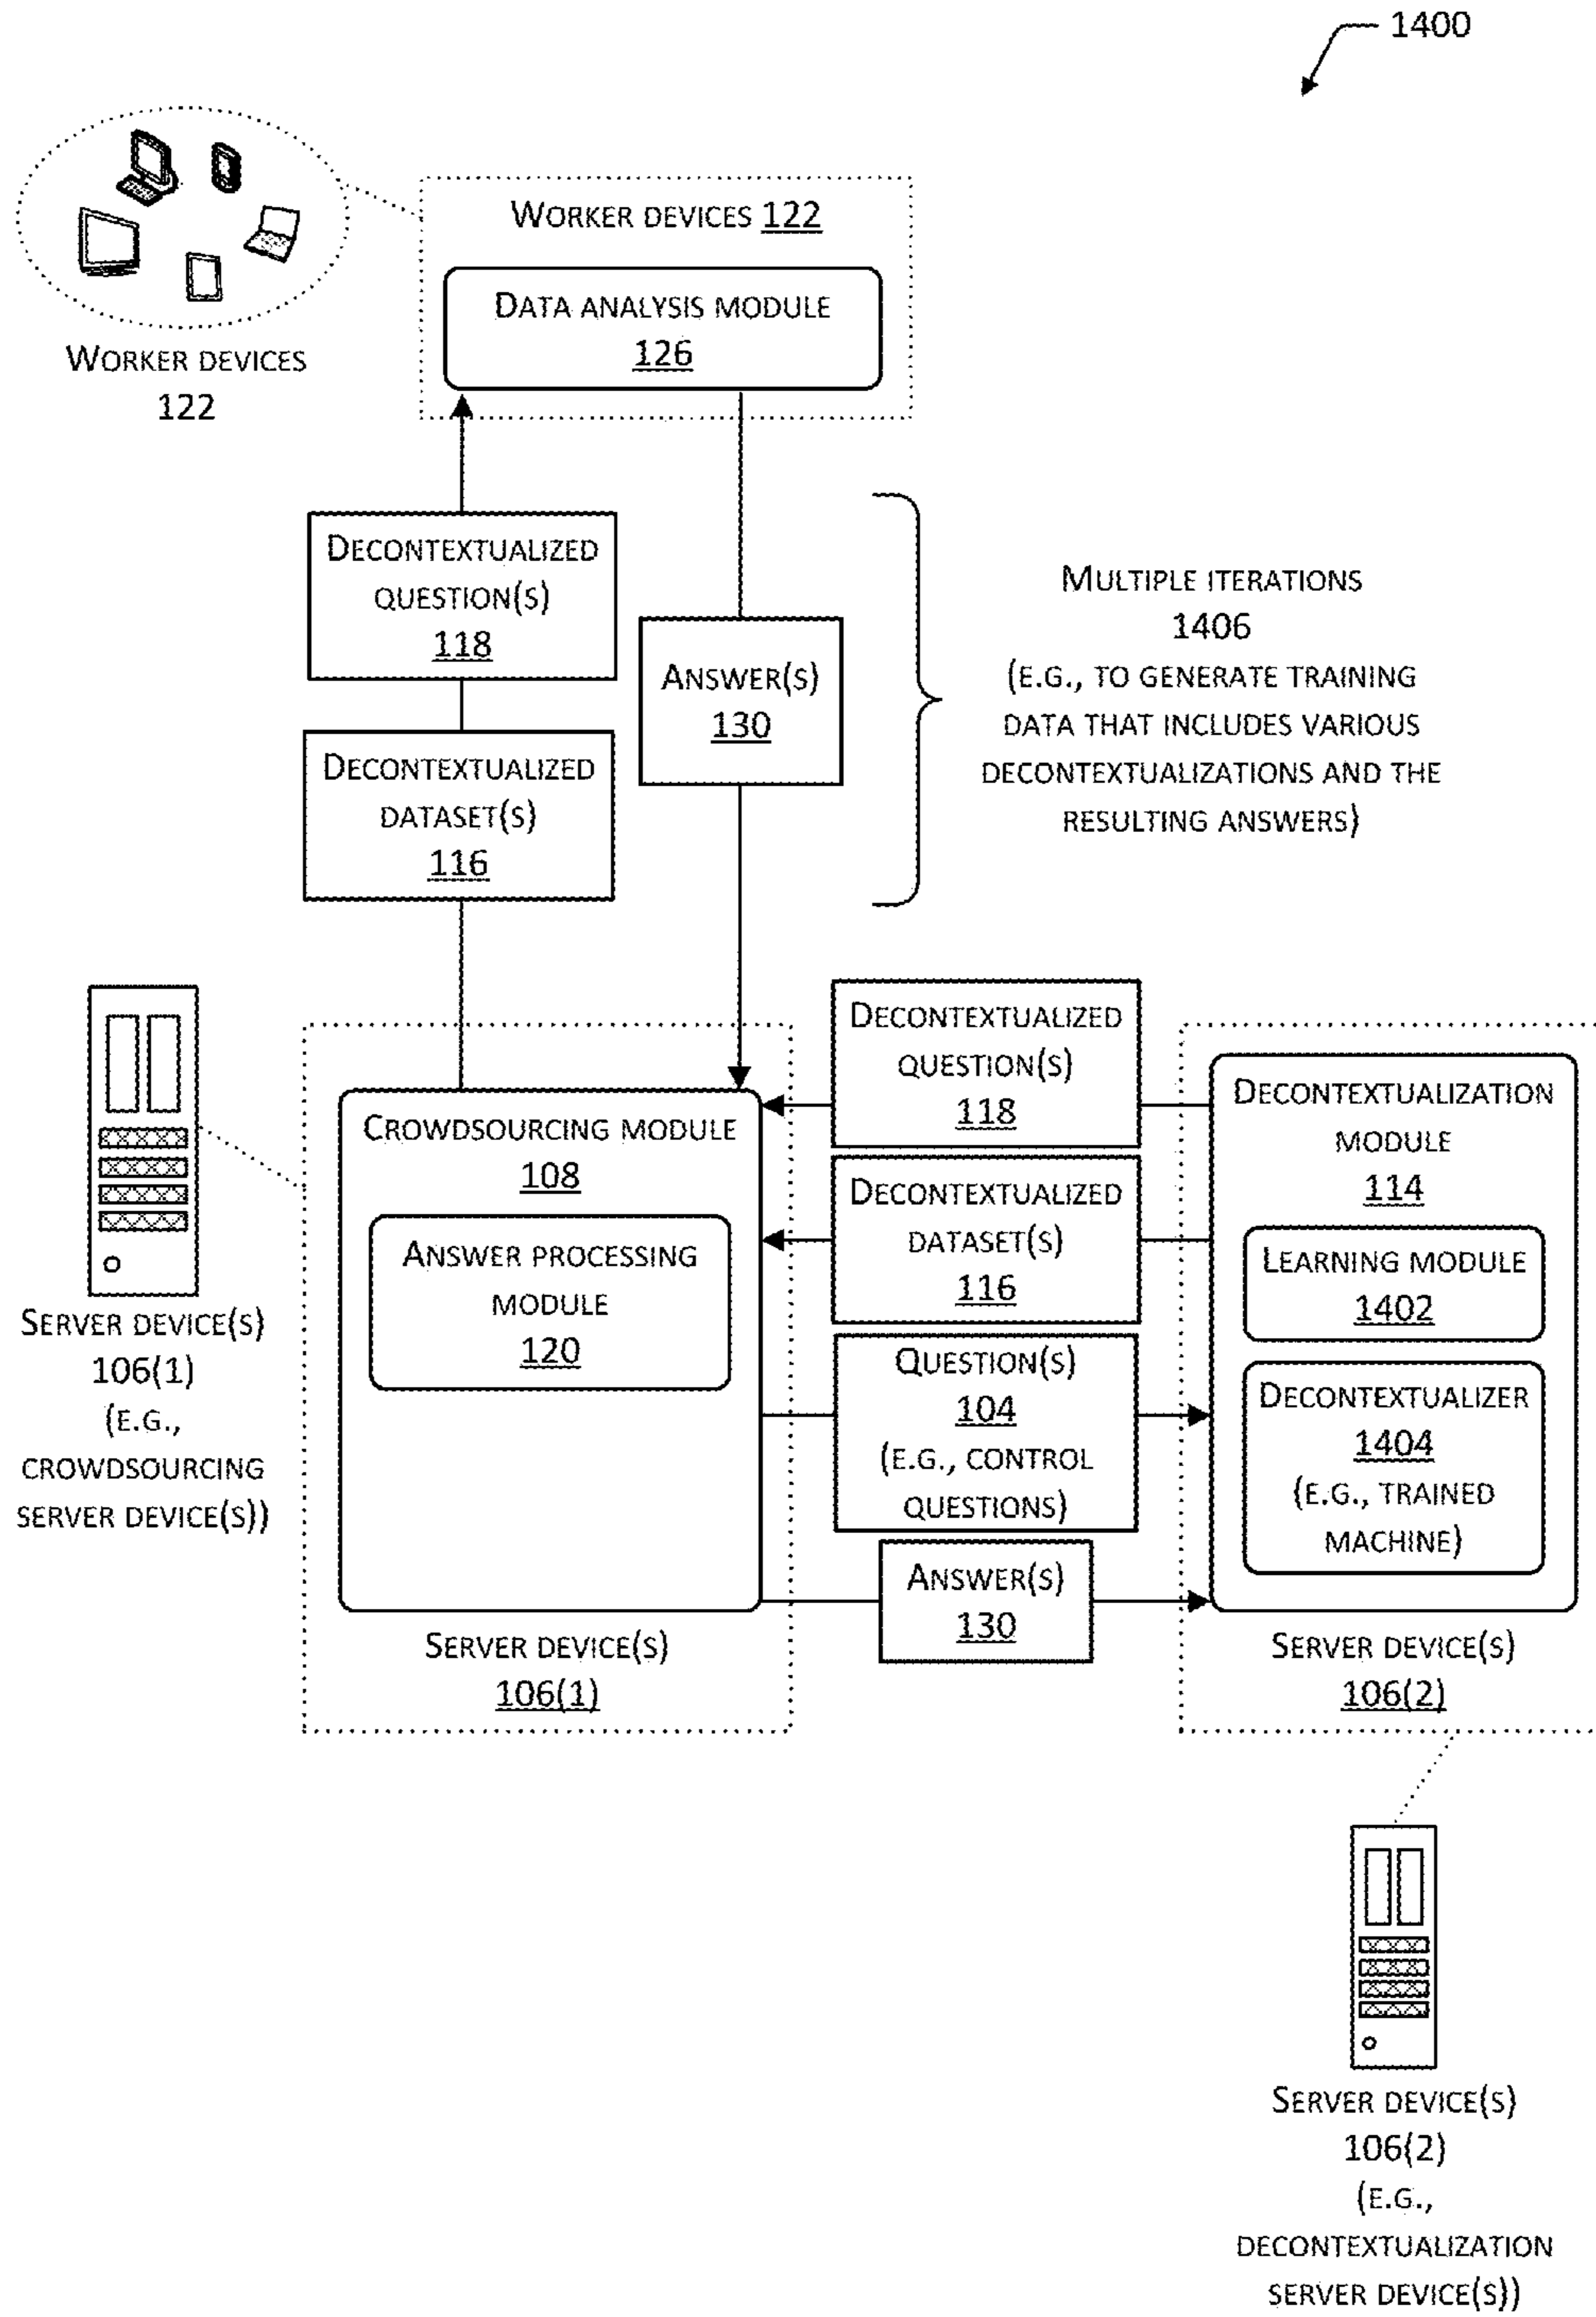 1400
Worker devices 122
Data analysis module
126
Worker devices
122
Decontextualized
question(s)
118
Decontextualized
dataset(s)
116
Answer(s)
130
Multiple iterations
1406
(e.g., to generate training
data that includes various
decontextualizations and the
resulting answers)
Server device(s)
106(1)
(e.g.,
crowdsourcing
server device(s))
Crowdsourcing module
108
Answer processing
module
120
Server device(s)
106(1)
Decontextualized
question(s)
118
Decontextualized
dataset(s)
116
Question(s)
104
(e.g., control
questions)
Answer(s)
130
Decontextualization
module
114
Learning module
1402
Decontextualizer
1404
(e.g., trained
machine)
Server device(s)
106(2)
Server device(s)
106(2)
(e.g.,
decontextualization
server device(s))